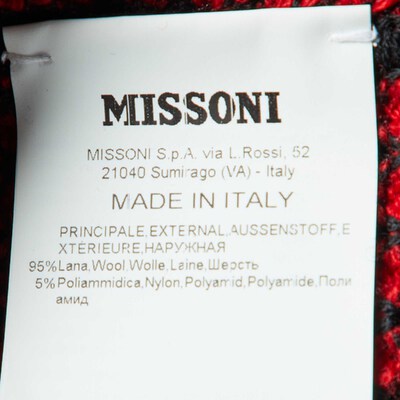 MISSONI
MISSONI S.p.A. via L.Rossi, 52
21040 Sumirago (VA) - Italy
MADE IN ITALY
PRINCIPALE,EXTERNAL,AUSSENSTOFF,E
XTERIEURE,НАРУЖНАЯ
95%Lana,Wool,Wolle,Laine,Шерсть
5%Poliammidica,Nylon,Polyamid,Polyamide,Поли
амид